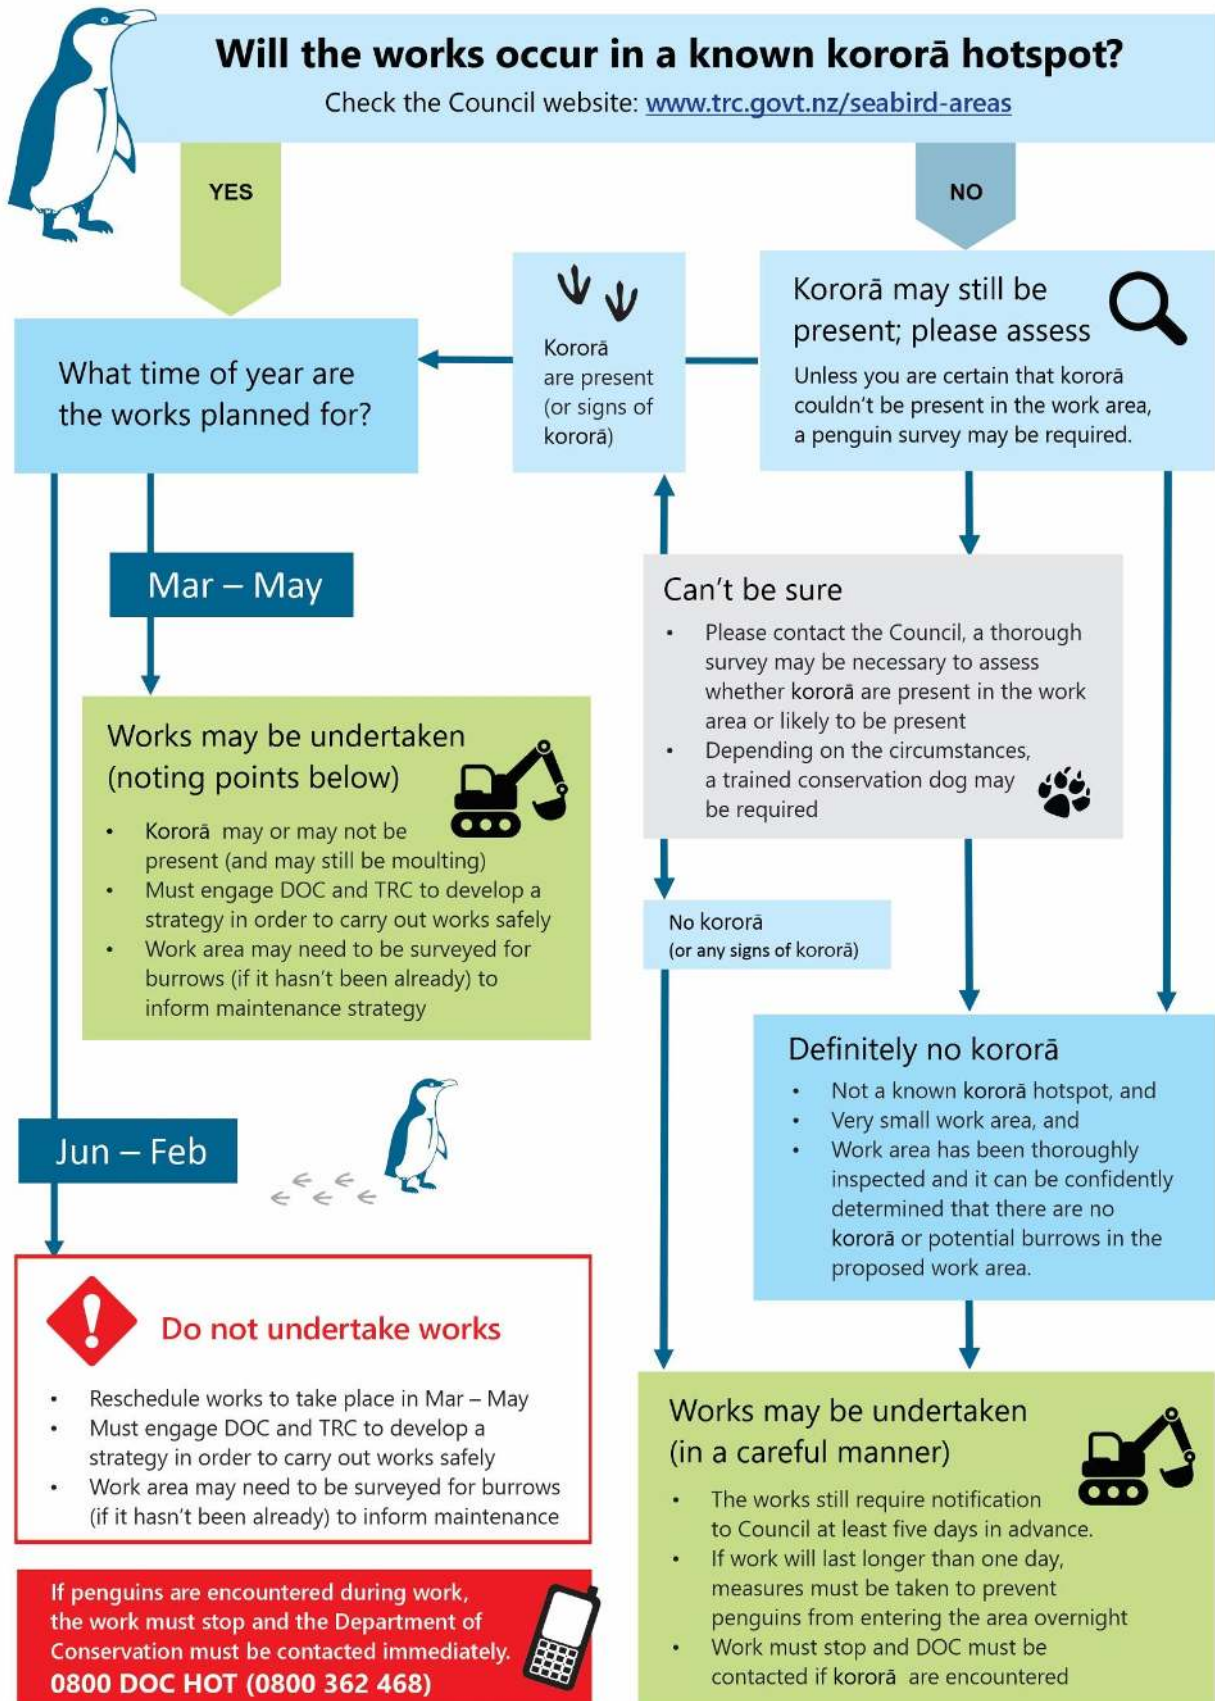 Will the works occur in a known kororā hotspot?
Check the Council website: www.trc.govt.nz/seabird-areas
YES
NO
Kororā may still be
present; please assess
Unless you are certain that kororā
couldn't be present in the work area,
a penguin survey may be required.
Kororā
are present
(or signs of
kororā)
What time of year are
the works planned for?
Mar – May
Can't be sure
• Please contact the Council, a thorough
survey may be necessary to assess
whether kororā are present in the work
area or likely to be present
• Depending on the circumstances,
a trained conservation dog may
be required
Works may be undertaken
(noting points below)
• Kororā may or may not be
present (and may still be moulting)
• Must engage DOC and TRC to develop a
strategy in order to carry out works safely
• Work area may need to be surveyed for
burrows (if it hasn't been already) to
inform maintenance strategy
No kororā
(or any signs of kororā)
Definitely no kororā
• Not a known kororā hotspot, and
• Very small work area, and
• Work area has been thoroughly
inspected and it can be confidently
determined that there are no
kororā or potential burrows in the
proposed work area.
Jun – Feb
Do not undertake works
• Reschedule works to take place in Mar – May
• Must engage DOC and TRC to develop a
strategy in order to carry out works safely
• Work area may need to be surveyed for burrows
(if it hasn't been already) to inform maintenance
Works may be undertaken
(in a careful manner)
• The works still require notification
to Council at least five days in advance.
• If work will last longer than one day,
measures must be taken to prevent
penguins from entering the area overnight
• Work must stop and DOC must be
contacted if kororā are encountered
If penguins are encountered during work,
the work must stop and the Department of
Conservation must be contacted immediately.
0800 DOC HOT (0800 362 468)